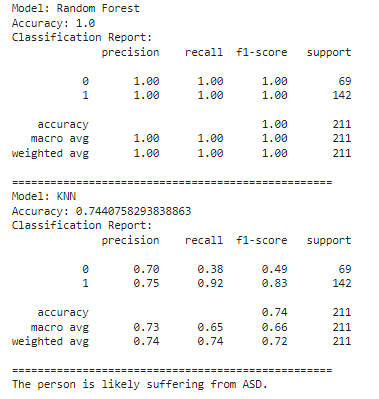 Model: Random Forest
Accuracy: 1.0
Classification Report:
precision recall f1-score support
0 1.00 1.00 1.00 69
1 1.00 1.00 1.00 142
accuracy 1.00 211
macro avg 1.00 1.00 1.00 211
weighted avg 1.00 1.00 1.00 211
==================================================
Model: KNN
Accuracy: 0.7440758293838863
Classification Report:
precision recall f1-score support
0 0.70 0.38 0.49 69
1 0.75 0.92 0.83 142
accuracy 0.74 211
macro avg 0.73 0.65 0.66 211
weighted avg 0.74 0.74 0.72 211
==================================================
The person is likely suffering from ASD.